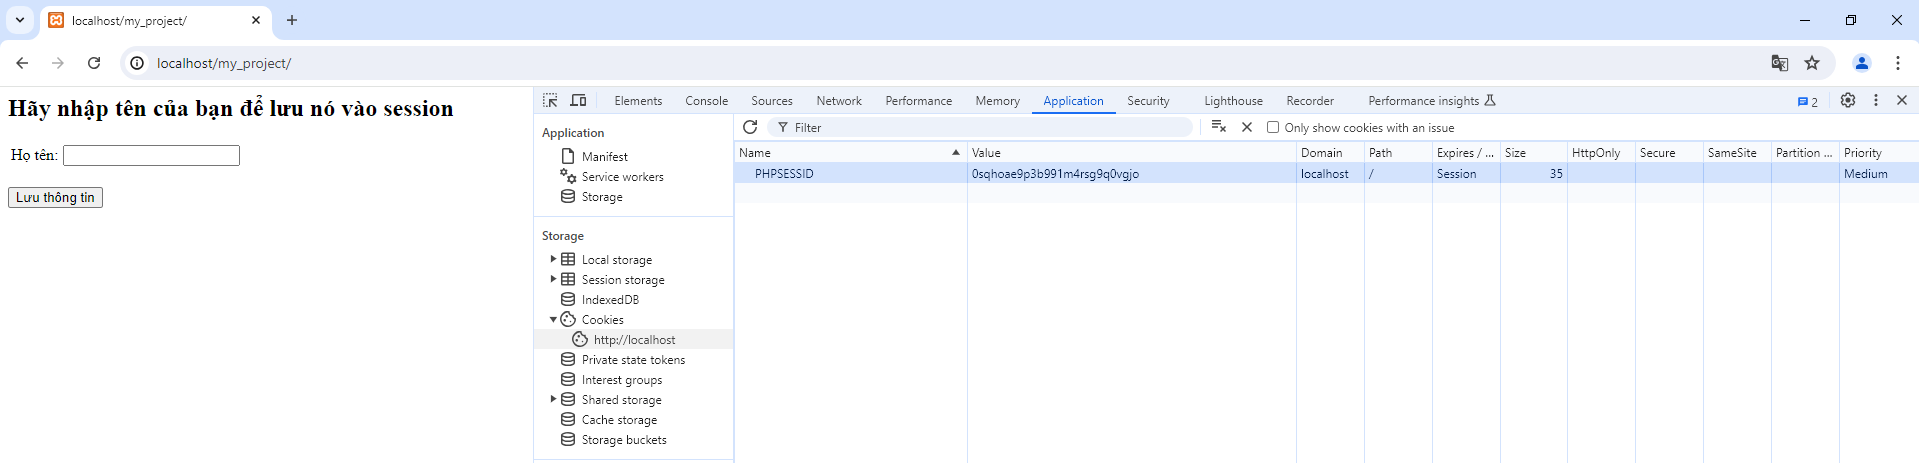 localhost/my_project/
localhost/my_project/
Hãy nhập tên của bạn để lưu nó vào session
Họ tên:
Lưu thông tin
Elements Console Sources Network Performance Memory Application Security Lighthouse Recorder Performance insights 2
Application
Manifest
Service workers
Storage
Storage
Local storage
Session storage
IndexedDB
Cookies
http://localhost
Private state tokens
Interest groups
Shared storage
Cache storage
Storage buckets
Filter Only show cookies with an issue
Name Value Domain Path Expires / ... Size HttpOnly Secure SameSite Partition ... Priority
PHPSESSID 0sqhoae9p3b991m4rsg9q0vgjo localhost / Session 35 Medium